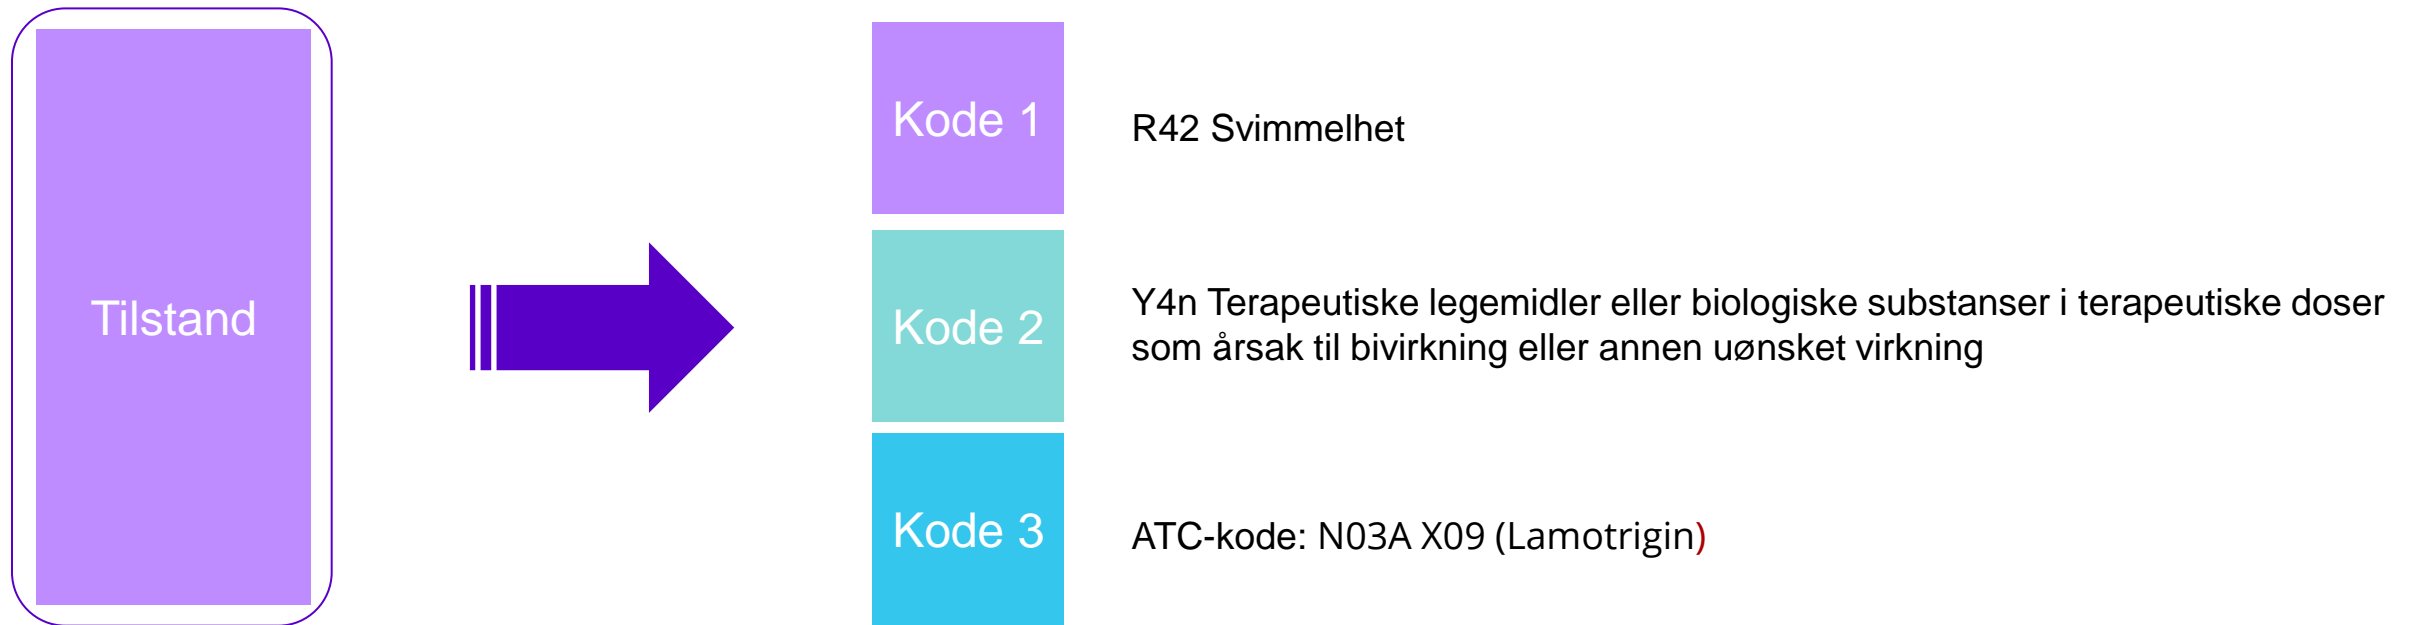 Tilstand
Kode 1
R42 Svimmelhet
Kode 2
Y4n Terapeutiske legemidler eller biologiske substanser i terapeutiske doser
som årsak til bivirkning eller annen uønsket virkning
Kode 3
ATC-kode: N03A X09 (Lamotrigin)